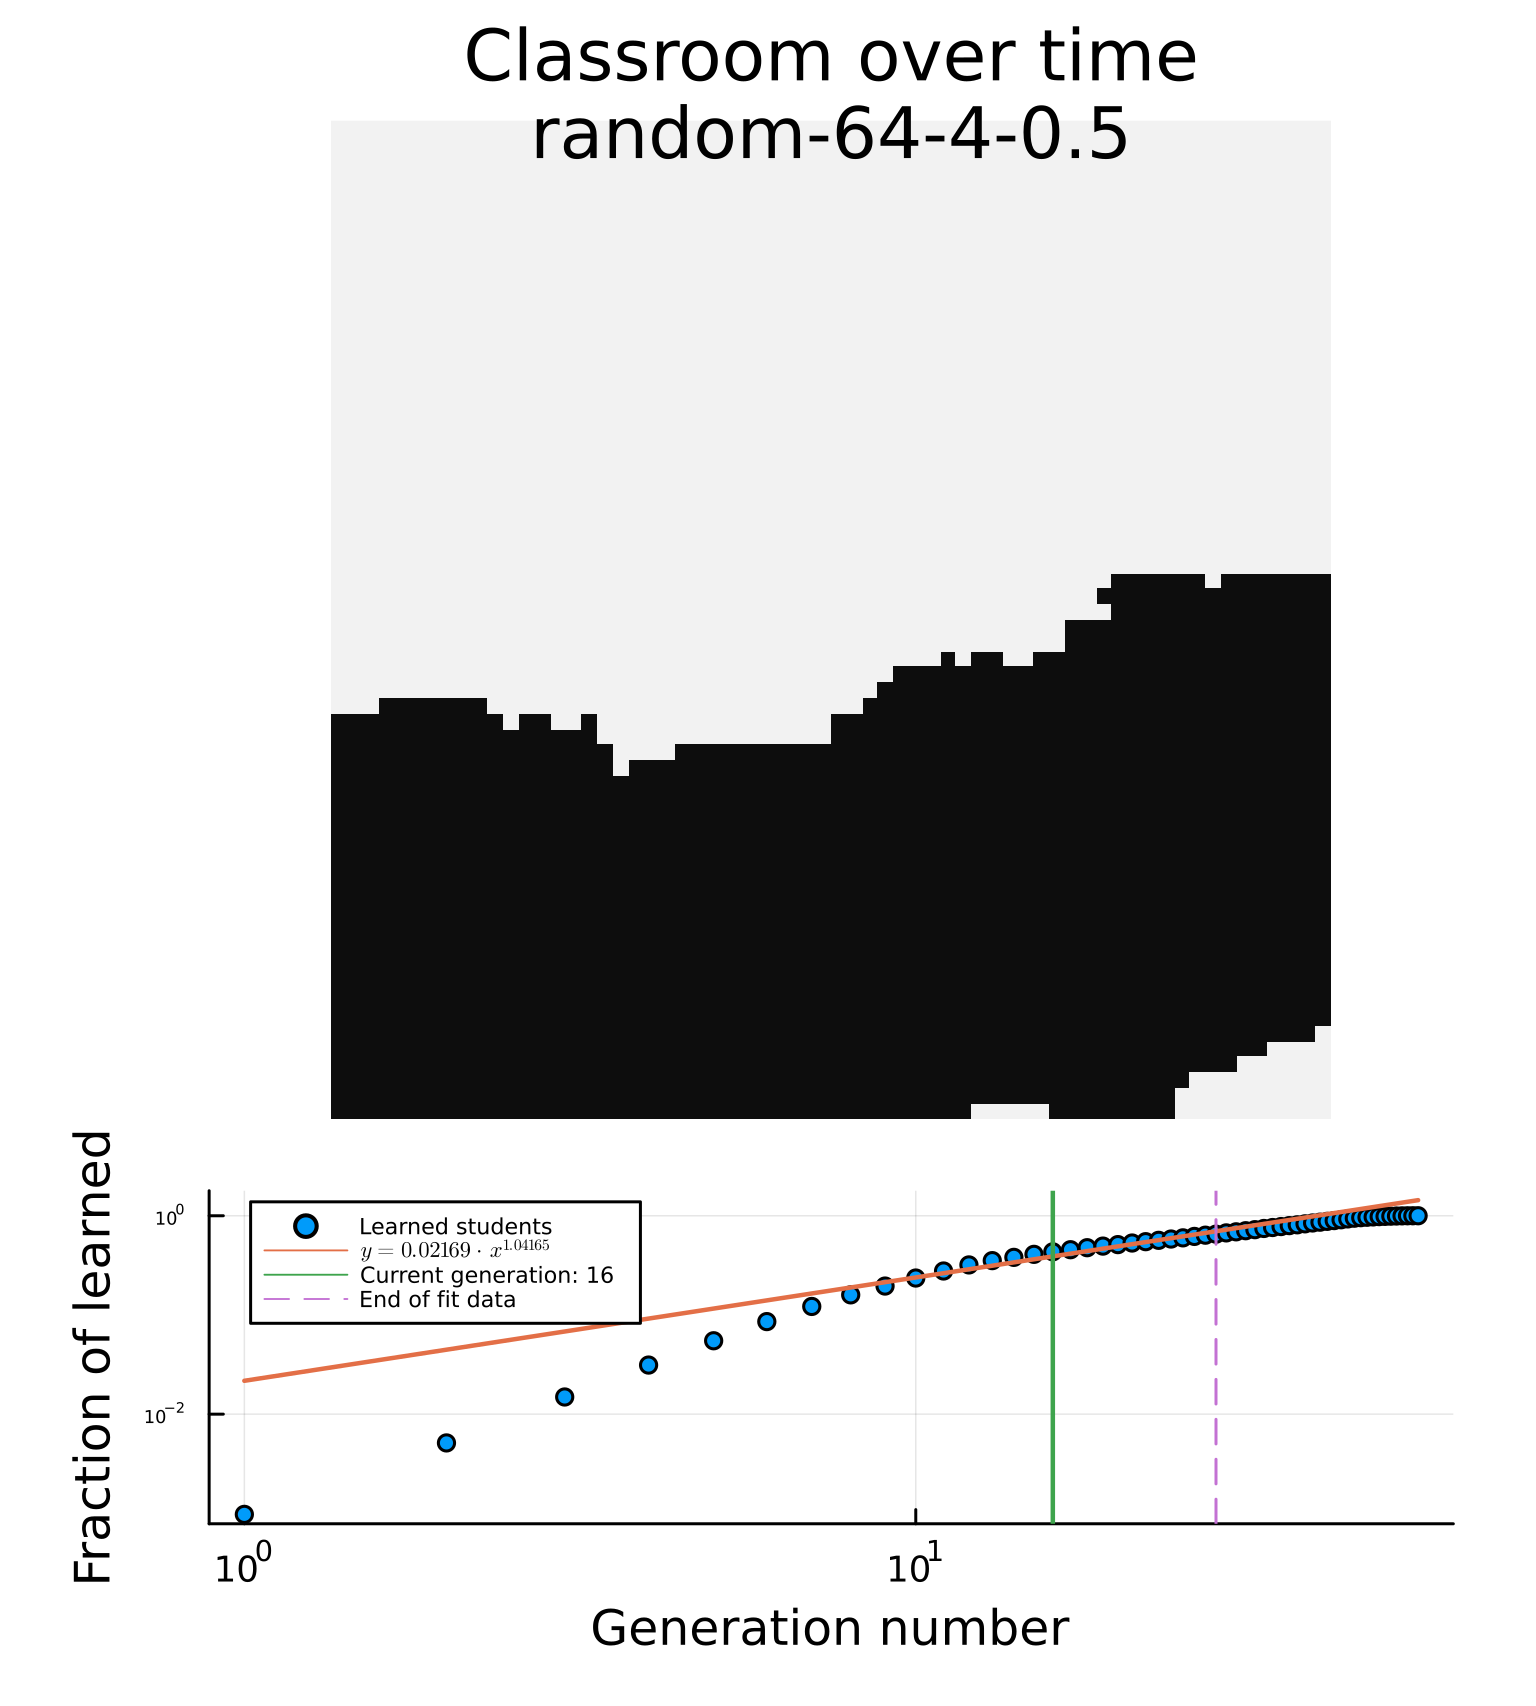 Classroom over time
random-64-4-0.5
Fraction of learned
10^0
10^-2
Learned students
y = 0.02169 · x^1.04165
Current generation: 16
End of fit data
10^0
10^1
Generation number